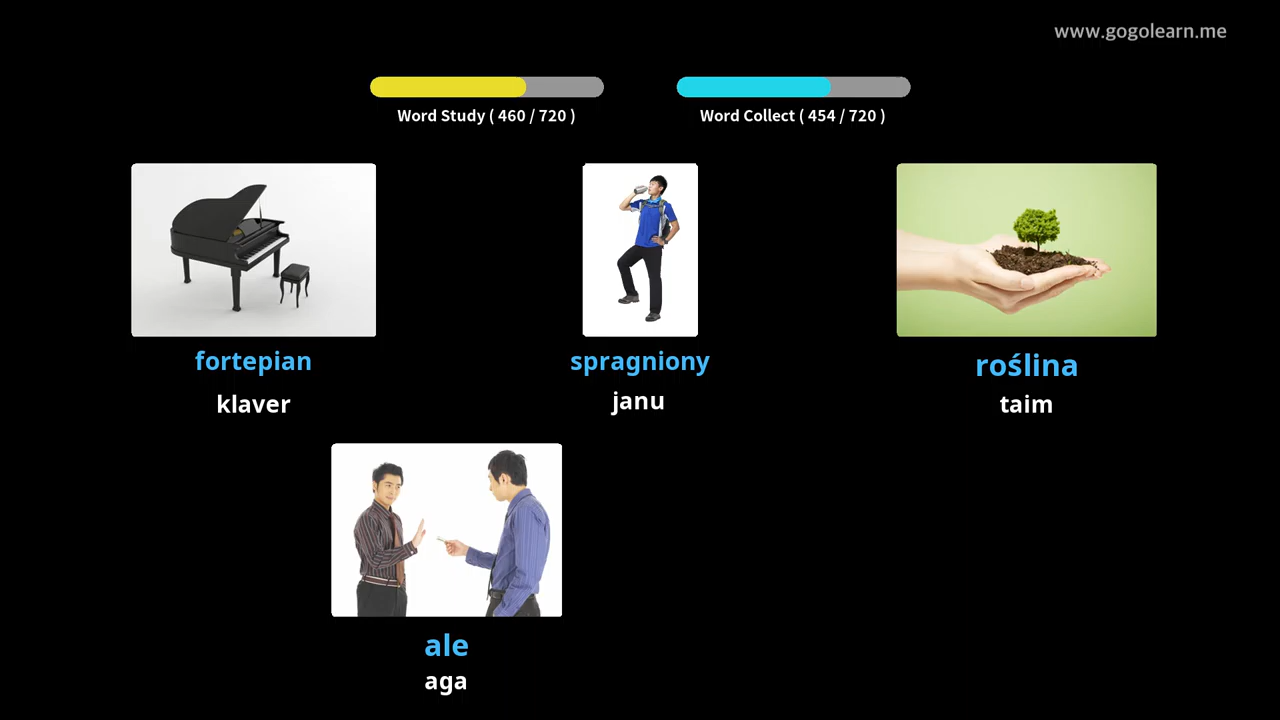 www.gogolearn.me
Word Study ( 460 / 720 )
Word Collect ( 454 / 720 )
fortepian
klaver
spragniony
janu
roślina
taim
ale
aga